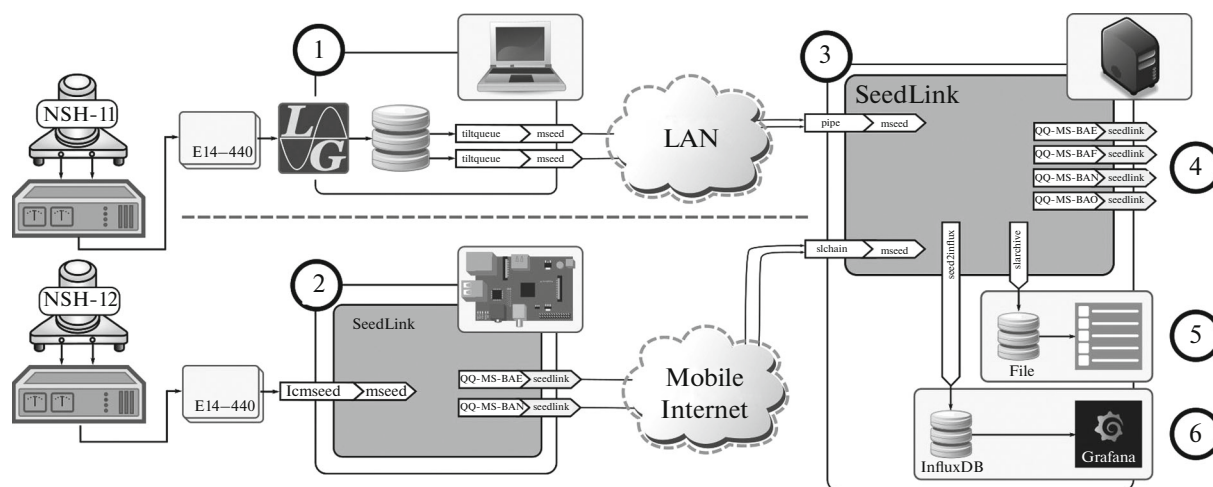 1
NSH-11
E14–440
L
G
tiltqueue
mseed
tiltqueue
mseed
LAN
3
SeedLink
pipe
mseed
QQ-MS-BAE
seedlink
QQ-MS-BAF
seedlink
QQ-MS-BAN
seedlink
QQ-MS-BAO
seedlink
4
slchain
mseed
seed2influx
slarchive
NSH-12
2
SeedLink
E14–440
Icmseed
mseed
QQ-MS-BAE
seedlink
QQ-MS-BAN
seedlink
Mobile
Internet
File
5
InfluxDB
Grafana
6